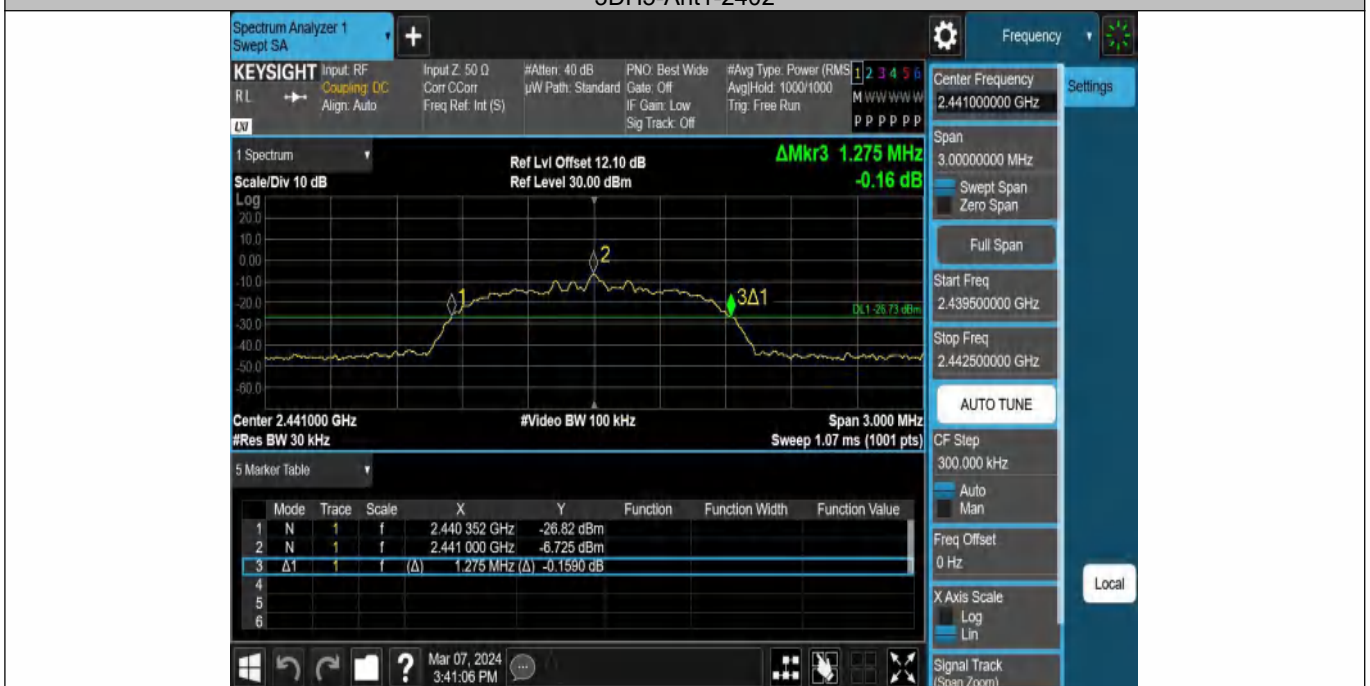 3DH5-Ant1-2402
Spectrum Analyzer 1
Swept SA
Frequency
KEYSIGHT
RL
LXI
Input: RF
Coupling: DC
Align: Auto
Input Z: 50 Ω
Corr CCorr
Freq Ref: Int (S)
#Atten: 40 dB
µW Path: Standard
PNO: Best Wide
Gate: Off
IF Gain: Low
Sig Track: Off
#Avg Type: Power (RMS
Avg|Hold: 1000/1000
Trig: Free Run
1 2 3 4 5 6
M W W W W W
P P P P P P
1 Spectrum
Scale/Div 10 dB
Ref Lvl Offset 12.10 dB
Ref Level 30.00 dBm
ΔMkr3 1.275 MHz
-0.16 dB
Log
20.0
10.0
0.00
-10.0
-20.0
-30.0
-40.0
-50.0
-60.0
1
2
3Δ1
DL1 -26.73 dBm
Center 2.441000 GHz
#Video BW 100 kHz
Span 3.000 MHz
#Res BW 30 kHz
Sweep 1.07 ms (1001 pts)
5 Marker Table
Mode Trace Scale X Y Function Function Width Function Value
1 N 1 f 2.440 352 GHz -26.82 dBm
2 N 1 f 2.441 000 GHz -6.725 dBm
3 Δ1 1 f (Δ) 1.275 MHz (Δ) -0.1590 dB
4
5
6
Mar 07, 2024
3:41:06 PM
Center Frequency
2.441000000 GHz
Settings
Span
3.00000000 MHz
Swept Span
Zero Span
Full Span
Start Freq
2.439500000 GHz
Stop Freq
2.442500000 GHz
AUTO TUNE
CF Step
300.000 kHz
Auto
Man
Freq Offset
0 Hz
X Axis Scale
Log
Lin
Local
Signal Track
(Span Zoom)